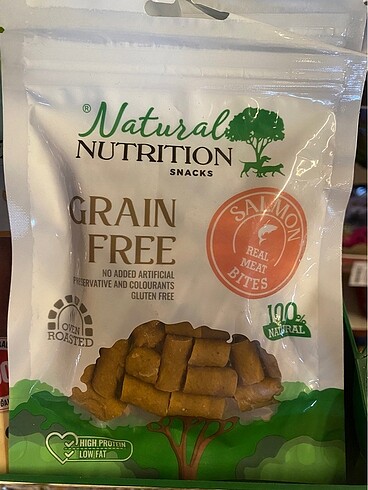 ®Natural
NUTRITION
SNACKS
GRAIN
FREE
NO ADDED ARTIFICIAL
PRESERVATIVE AND COLOURANTS
GLUTEN FREE
SALMON
REAL
MEAT
BITES
100%
NATURAL
OVEN
ROASTED
HIGH PROTEIN
LOW FAT